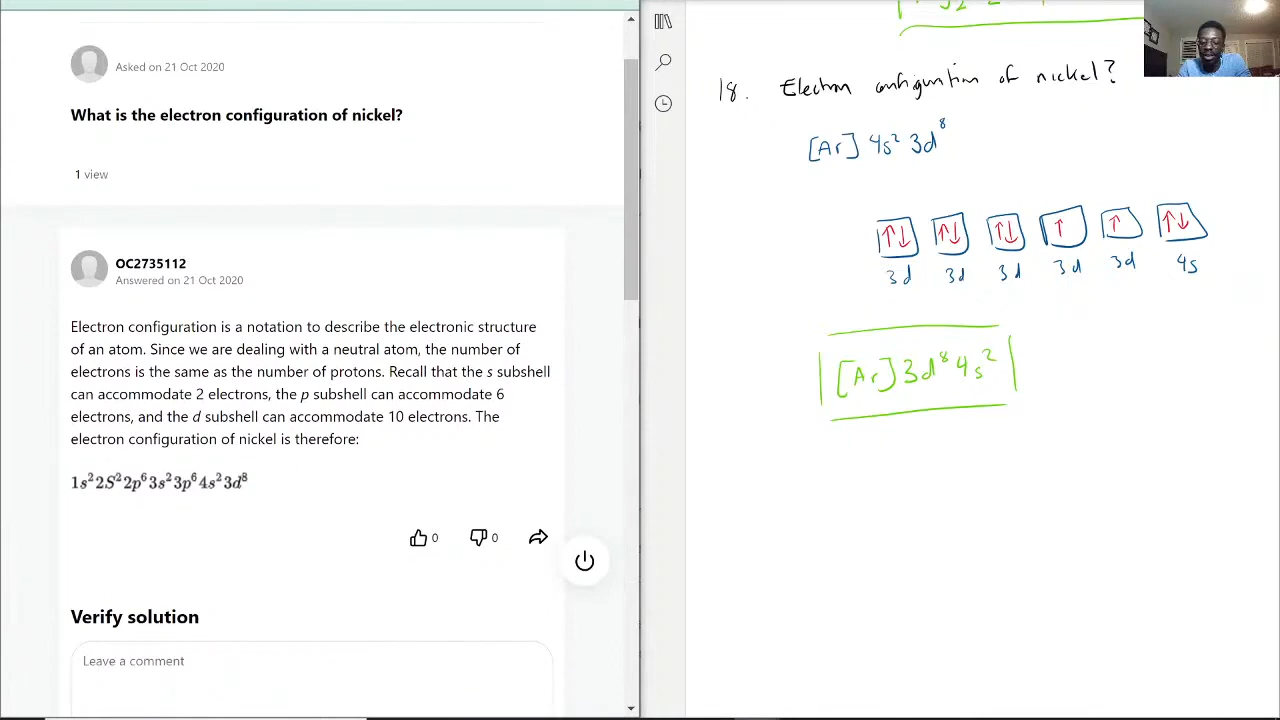 Asked on 21 Oct 2020
What is the electron configuration of nickel?
1 view
OC2735112
Answered on 21 Oct 2020
Electron configuration is a notation to describe the electronic structure
of an atom. Since we are dealing with a neutral atom, the number of
electrons is the same as the number of protons. Recall that the s subshell
can accommodate 2 electrons, the p subshell can accommodate 6
electrons, and the d subshell can accommodate 10 electrons. The
electron configuration of nickel is therefore:
1s²2S²2p⁶3s²3p⁶4s²3d⁸
0 0
Verify solution
Leave a comment
18. Electron configuration of nickel?
[Ar] 4s² 3d⁸
↑↓ ↑↓ ↑↓ ↑ ↑ ↑↓
3d 3d 3d 3d 3d 4s
[Ar] 3d⁸ 4s²